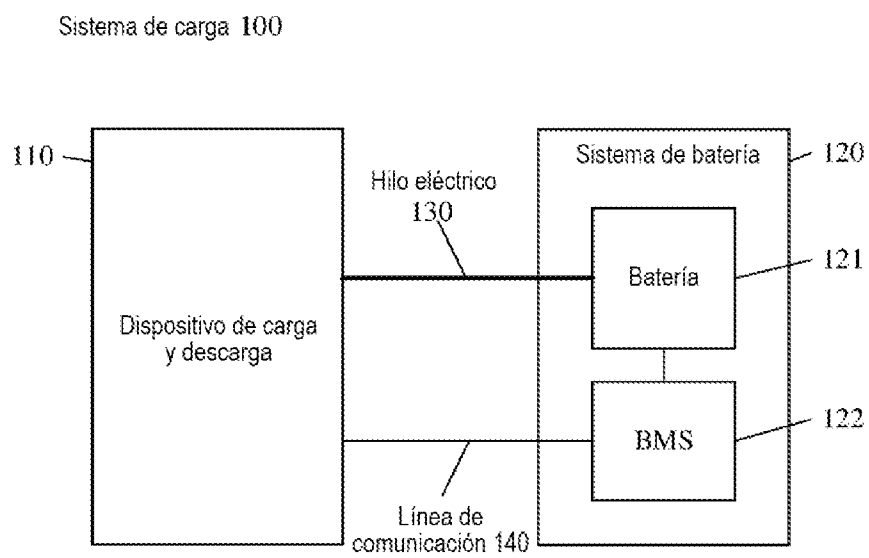 Sistema de carga 100
110
Sistema de batería
120
Hilo eléctrico
130
Batería
121
Dispositivo de carga
y descarga
BMS
122
Línea de
comunicación 140